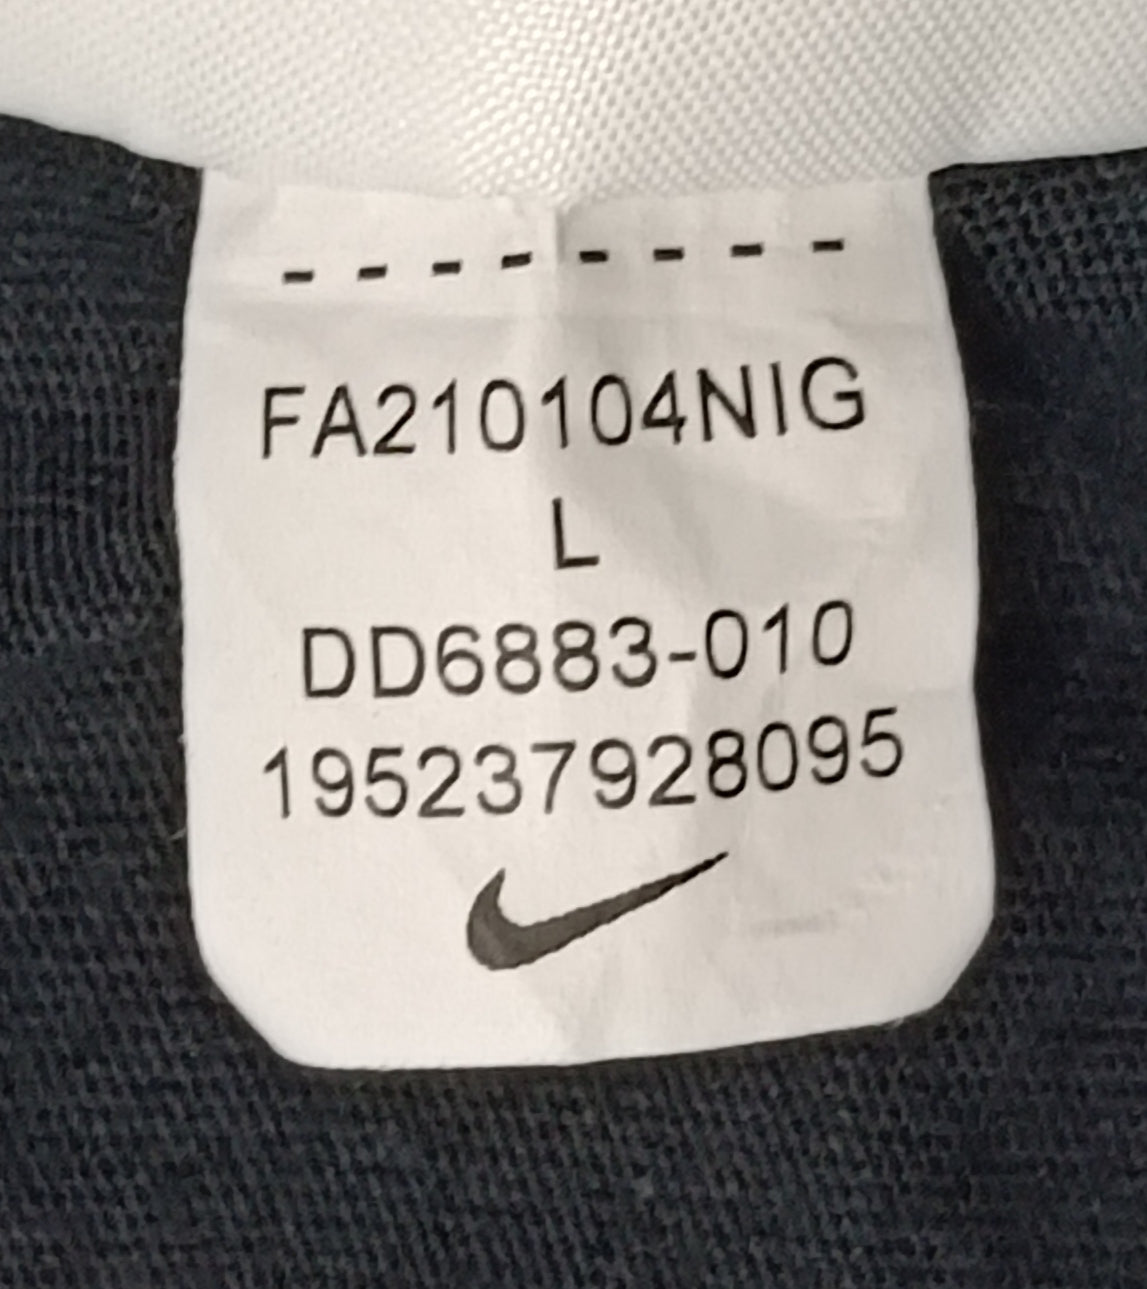 --------
FA210104NIG
L
DD6883-010
195237928095